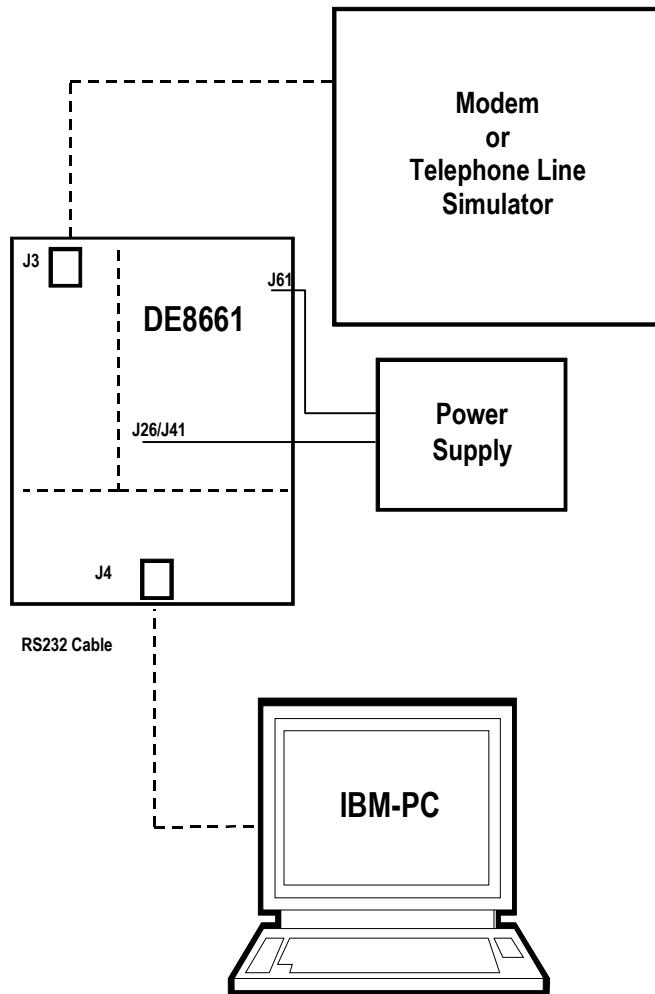 Modem
or
Telephone Line
Simulator
J3
J61
DE8661
J26/J41
Power
Supply
J4
RS232 Cable
IBM-PC